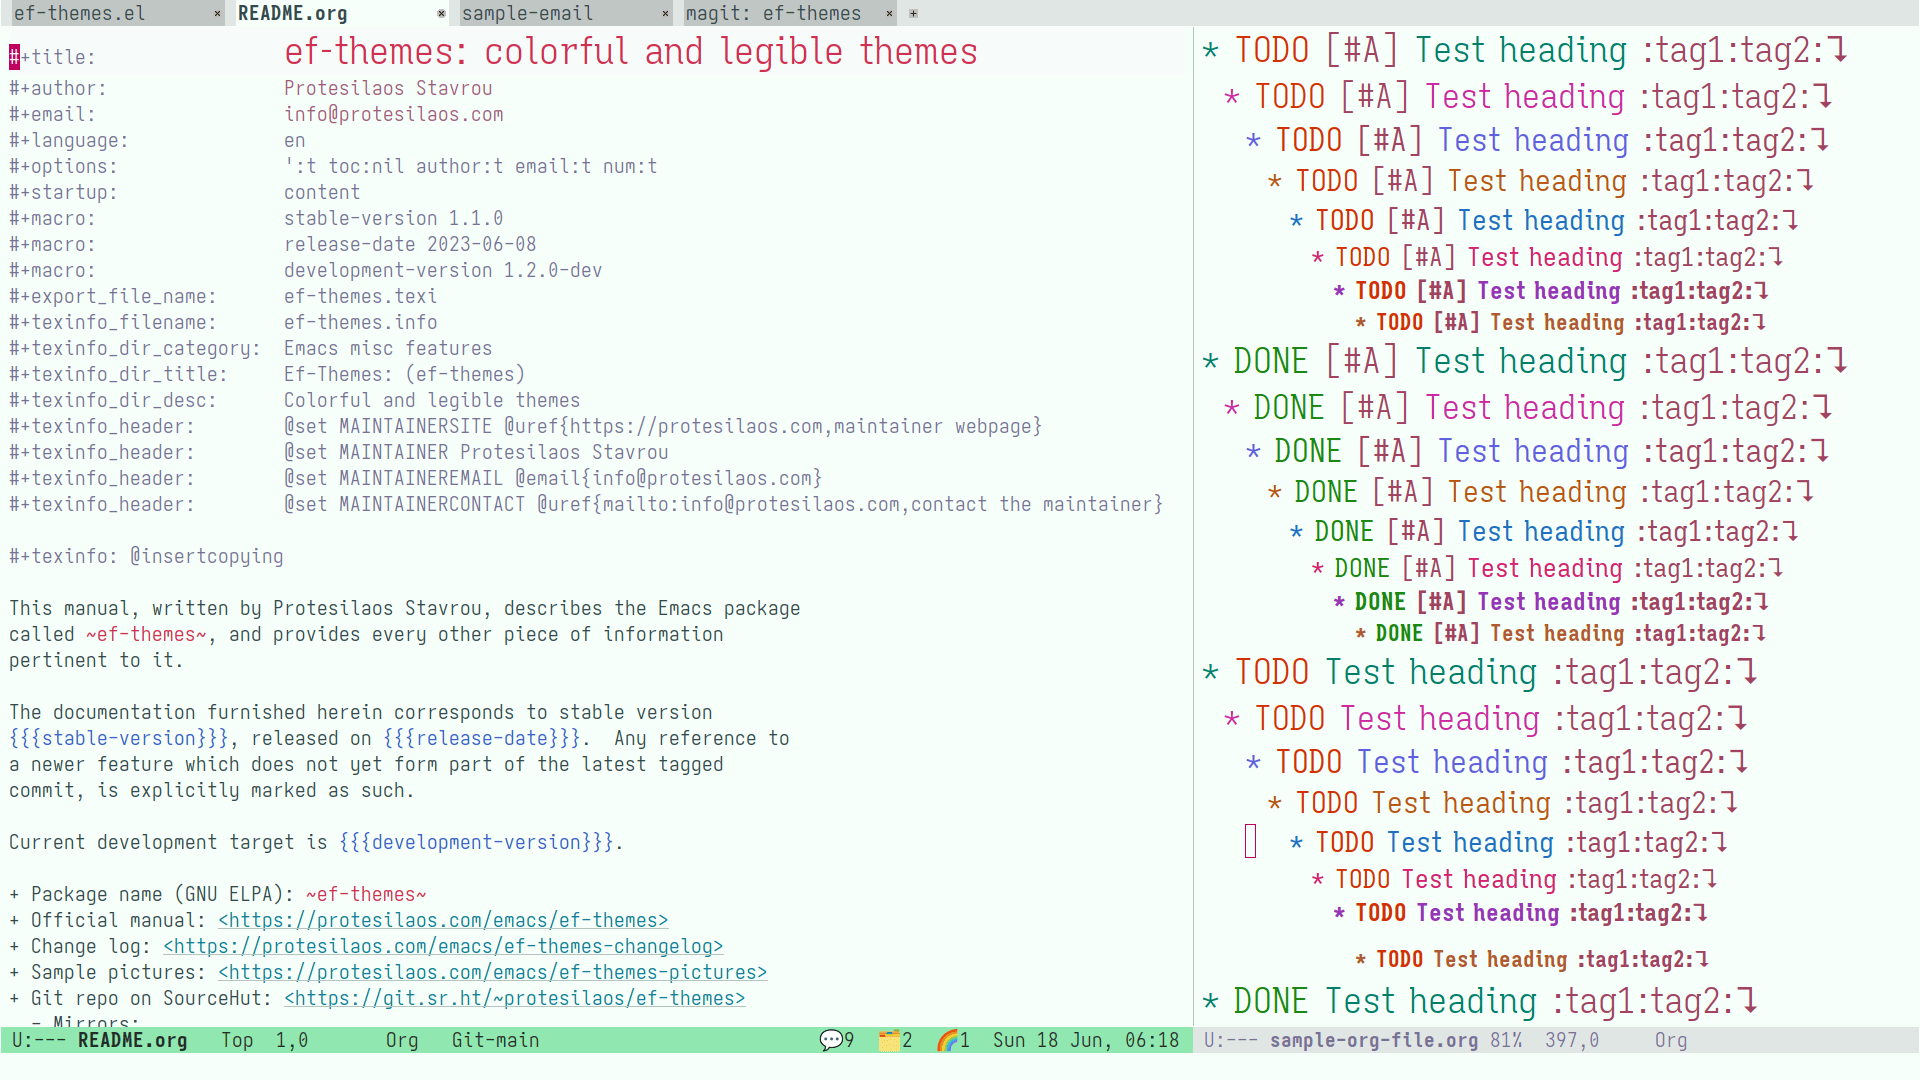 ef-themes.el × README.org × sample-email × magit: ef-themes × +
#+title: ef-themes: colorful and legible themes
#+author: Protesilaos Stavrou
#+email: info@protesilaos.com
#+language: en
#+options: ':t toc:nil author:t email:t num:t
#+startup: content
#+macro: stable-version 1.1.0
#+macro: release-date 2023-06-08
#+macro: development-version 1.2.0-dev
#+export_file_name: ef-themes.texi
#+texinfo_filename: ef-themes.info
#+texinfo_dir_category: Emacs misc features
#+texinfo_dir_title: Ef-Themes: (ef-themes)
#+texinfo_dir_desc: Colorful and legible themes
#+texinfo_header: @set MAINTAINERSITE @uref{https://protesilaos.com,maintainer webpage}
#+texinfo_header: @set MAINTAINER Protesilaos Stavrou
#+texinfo_header: @set MAINTAINEREMAIL @email{info@protesilaos.com}
#+texinfo_header: @set MAINTAINERCONTACT @uref{mailto:info@protesilaos.com,contact the maintainer}
#+texinfo: @insertcopying
This manual, written by Protesilaos Stavrou, describes the Emacs package
called ~ef-themes~, and provides every other piece of information
pertinent to it.
The documentation furnished herein corresponds to stable version
{{{stable-version}}}, released on {{{release-date}}}.  Any reference to
a newer feature which does not yet form part of the latest tagged
commit, is explicitly marked as such.
Current development target is {{{development-version}}}.
+ Package name (GNU ELPA): ~ef-themes~
+ Official manual: <https://protesilaos.com/emacs/ef-themes>
+ Change log: <https://protesilaos.com/emacs/ef-themes-changelog>
+ Sample pictures: <https://protesilaos.com/emacs/ef-themes-pictures>
+ Git repo on SourceHut: <https://git.sr.ht/~protesilaos/ef-themes>
- Mirrors:
U:--- README.org Top 1,0 Org Git-main 💬9 🗂️2 🌈1 Sun 18 Jun, 06:18
* TODO [#A] Test heading :tag1:tag2:⤵
* TODO [#A] Test heading :tag1:tag2:⤵
* TODO [#A] Test heading :tag1:tag2:⤵
* TODO [#A] Test heading :tag1:tag2:⤵
* TODO [#A] Test heading :tag1:tag2:⤵
* TODO [#A] Test heading :tag1:tag2:⤵
* TODO [#A] Test heading :tag1:tag2:⤵
* TODO [#A] Test heading :tag1:tag2:⤵
* DONE [#A] Test heading :tag1:tag2:⤵
* DONE [#A] Test heading :tag1:tag2:⤵
* DONE [#A] Test heading :tag1:tag2:⤵
* DONE [#A] Test heading :tag1:tag2:⤵
* DONE [#A] Test heading :tag1:tag2:⤵
* DONE [#A] Test heading :tag1:tag2:⤵
* DONE [#A] Test heading :tag1:tag2:⤵
* DONE [#A] Test heading :tag1:tag2:⤵
* TODO Test heading :tag1:tag2:⤵
* TODO Test heading :tag1:tag2:⤵
* TODO Test heading :tag1:tag2:⤵
* TODO Test heading :tag1:tag2:⤵
* TODO Test heading :tag1:tag2:⤵
* TODO Test heading :tag1:tag2:⤵
* TODO Test heading :tag1:tag2:⤵
* TODO Test heading :tag1:tag2:⤵
* DONE Test heading :tag1:tag2:⤵
U:--- sample-org-file.org 81% 397,0 Org